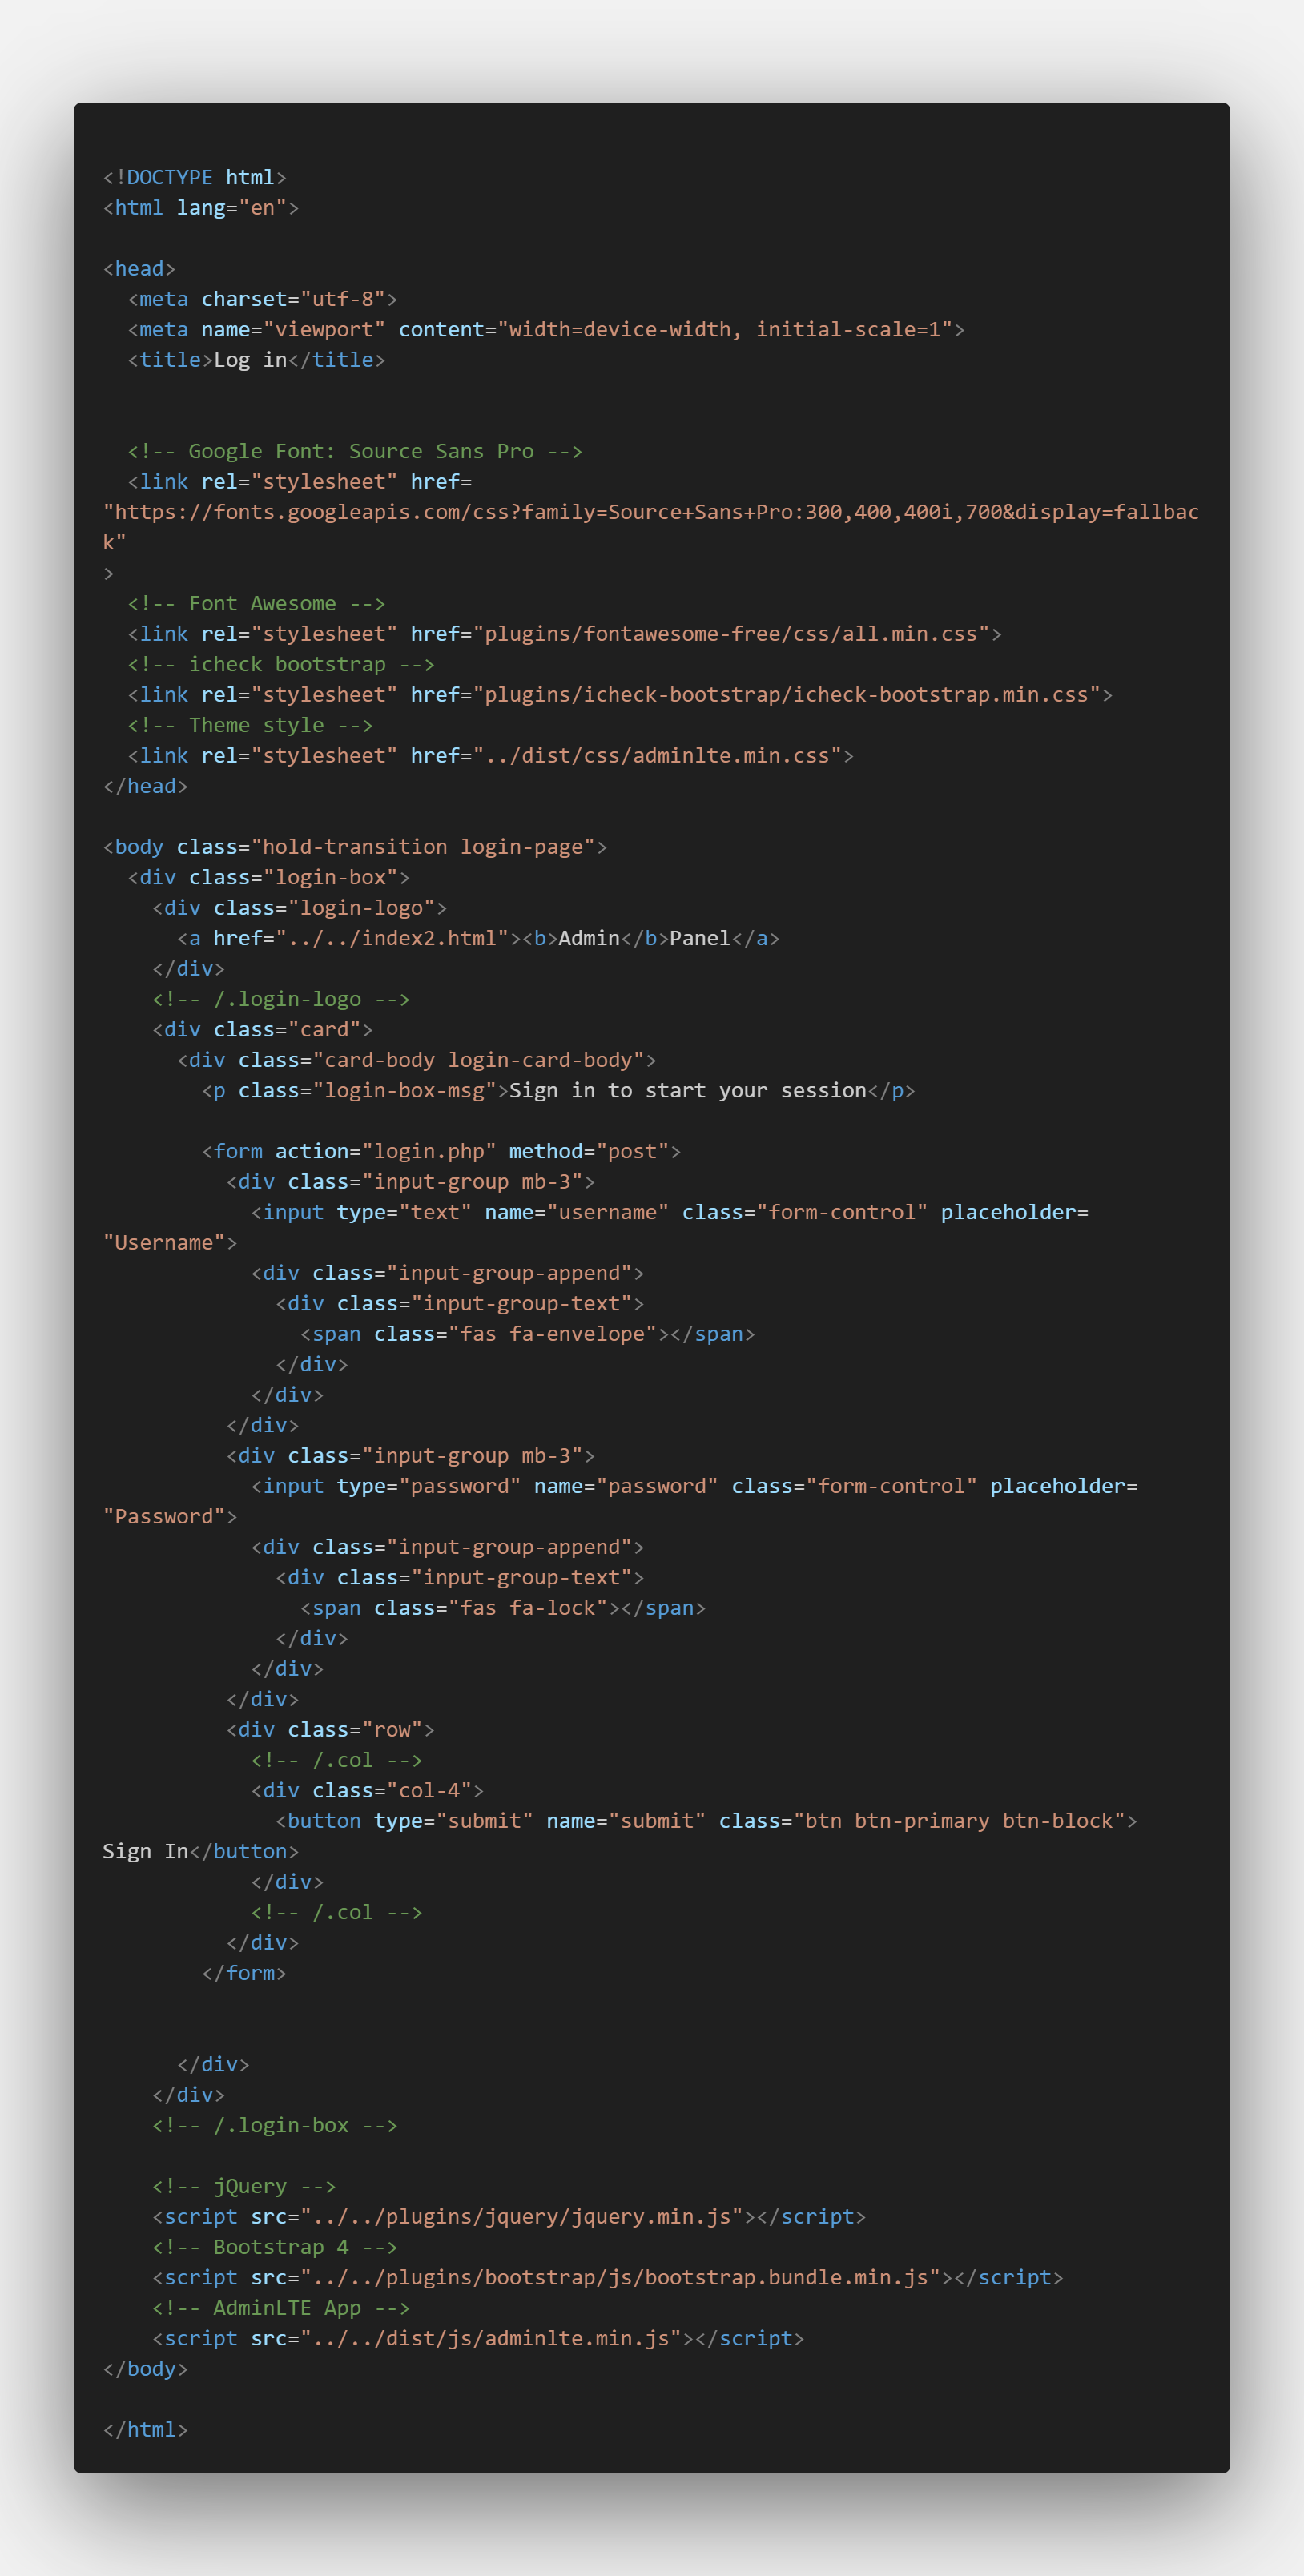 <!DOCTYPE html>
<html lang="en">

<head>
  <meta charset="utf-8">
  <meta name="viewport" content="width=device-width, initial-scale=1">
  <title>Log in</title>


  <!-- Google Font: Source Sans Pro -->
  <link rel="stylesheet" href=
"https://fonts.googleapis.com/css?family=Source+Sans+Pro:300,400,400i,700&display=fallbac
k"
>
  <!-- Font Awesome -->
  <link rel="stylesheet" href="plugins/fontawesome-free/css/all.min.css">
  <!-- icheck bootstrap -->
  <link rel="stylesheet" href="plugins/icheck-bootstrap/icheck-bootstrap.min.css">
  <!-- Theme style -->
  <link rel="stylesheet" href="../dist/css/adminlte.min.css">
</head>

<body class="hold-transition login-page">
  <div class="login-box">
    <div class="login-logo">
      <a href="../../index2.html"><b>Admin</b>Panel</a>
    </div>
    <!-- /.login-logo -->
    <div class="card">
      <div class="card-body login-card-body">
        <p class="login-box-msg">Sign in to start your session</p>

        <form action="login.php" method="post">
          <div class="input-group mb-3">
            <input type="text" name="username" class="form-control" placeholder=
"Username">
            <div class="input-group-append">
              <div class="input-group-text">
                <span class="fas fa-envelope"></span>
              </div>
            </div>
          </div>
          <div class="input-group mb-3">
            <input type="password" name="password" class="form-control" placeholder=
"Password">
            <div class="input-group-append">
              <div class="input-group-text">
                <span class="fas fa-lock"></span>
              </div>
            </div>
          </div>
          <div class="row">
            <!-- /.col -->
            <div class="col-4">
              <button type="submit" name="submit" class="btn btn-primary btn-block">
Sign In</button>
            </div>
            <!-- /.col -->
          </div>
        </form>


      </div>
    </div>
    <!-- /.login-box -->

    <!-- jQuery -->
    <script src="../../plugins/jquery/jquery.min.js"></script>
    <!-- Bootstrap 4 -->
    <script src="../../plugins/bootstrap/js/bootstrap.bundle.min.js"></script>
    <!-- AdminLTE App -->
    <script src="../../dist/js/adminlte.min.js"></script>
</body>

</html>